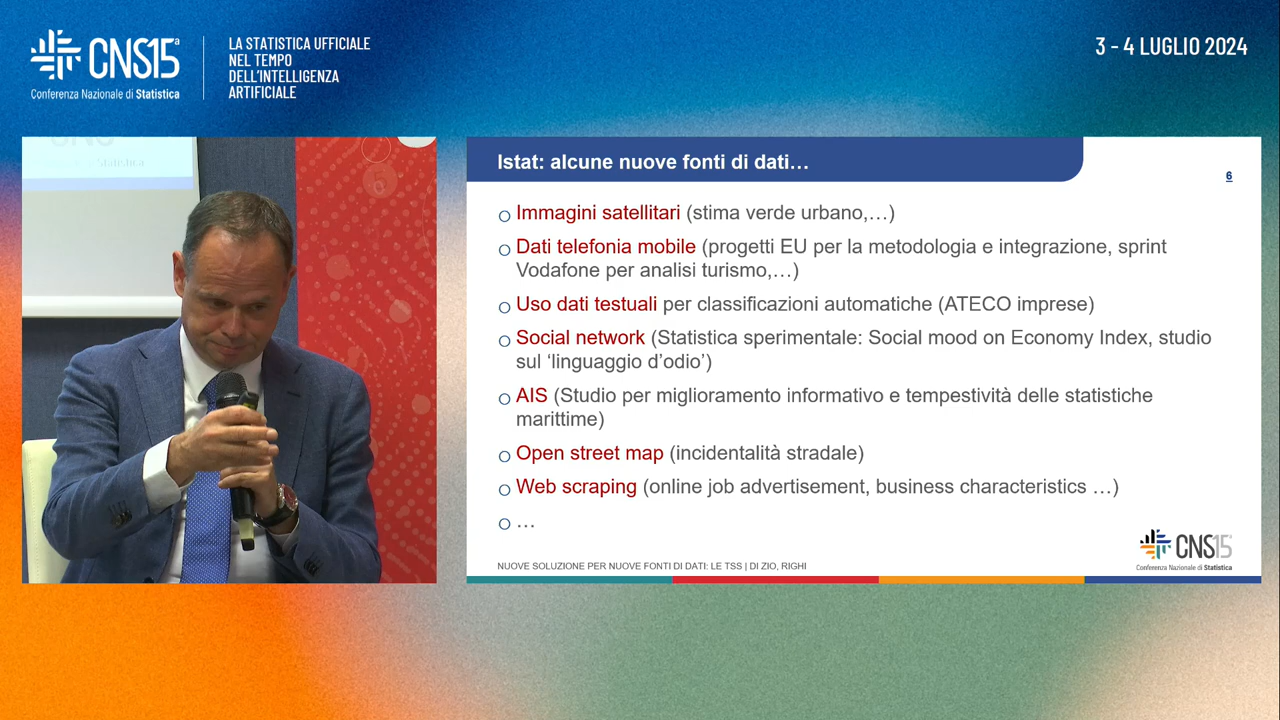 CNS15ª
Conferenza Nazionale di Statistica
LA STATISTICA UFFICIALE
NEL TEMPO
DELL'INTELLIGENZA
ARTIFICIALE
3 - 4 LUGLIO 2024
Istat: alcune nuove fonti di dati…
6
Immagini satellitari (stima verde urbano,…)
Dati telefonia mobile (progetti EU per la metodologia e integrazione, sprint
Vodafone per analisi turismo,…)
Uso dati testuali per classificazioni automatiche (ATECO imprese)
Social network (Statistica sperimentale: Social mood on Economy Index, studio
sul ‘linguaggio d’odio’)
AIS (Studio per miglioramento informativo e tempestività delle statistiche
marittime)
Open street map (incidentalità stradale)
Web scraping (online job advertisement, business characteristics …)
…
NUOVE SOLUZIONE PER NUOVE FONTI DI DATI: LE TSS | DI ZIO, RIGHI
CNS15ª
Conferenza Nazionale di Statistica